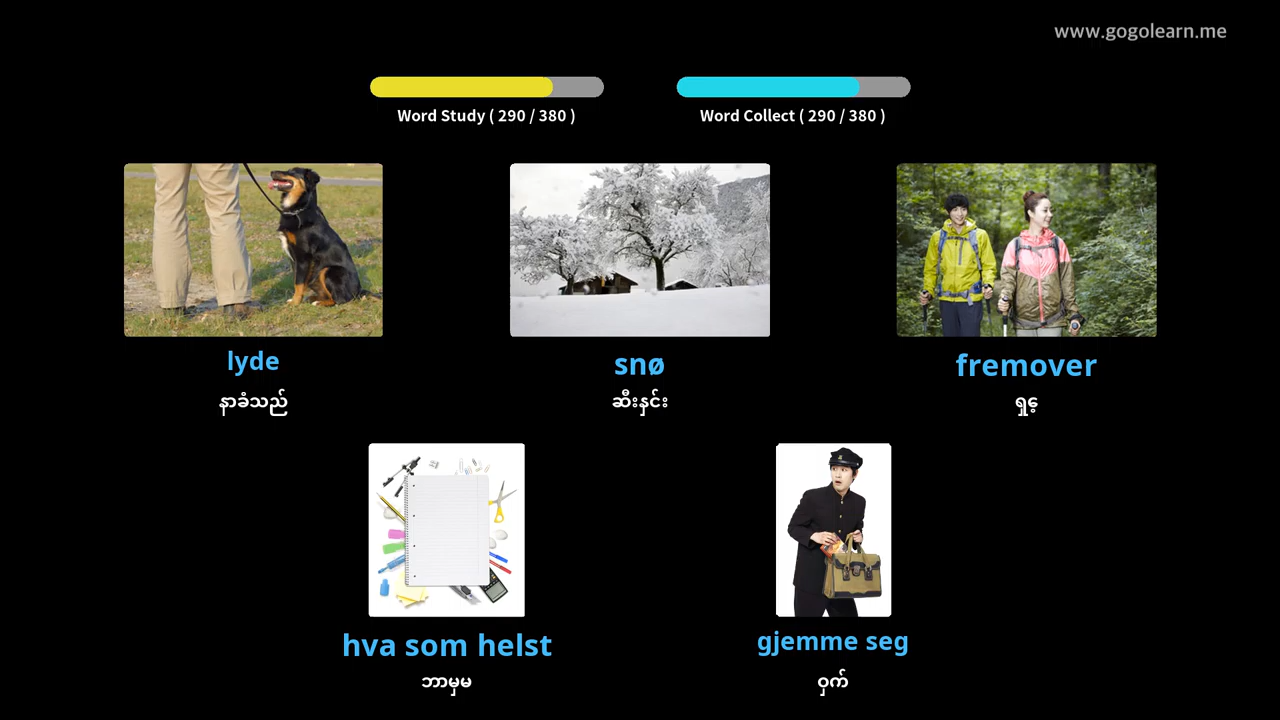 www.gogolearn.me
Word Study ( 290 / 380 )
Word Collect ( 290 / 380 )
lyde
snø
fremover
နာခံသည်
ဆီးနှင်း
ရှေ့
hva som helst
gjemme seg
ဘာမှမ
ဝှက်